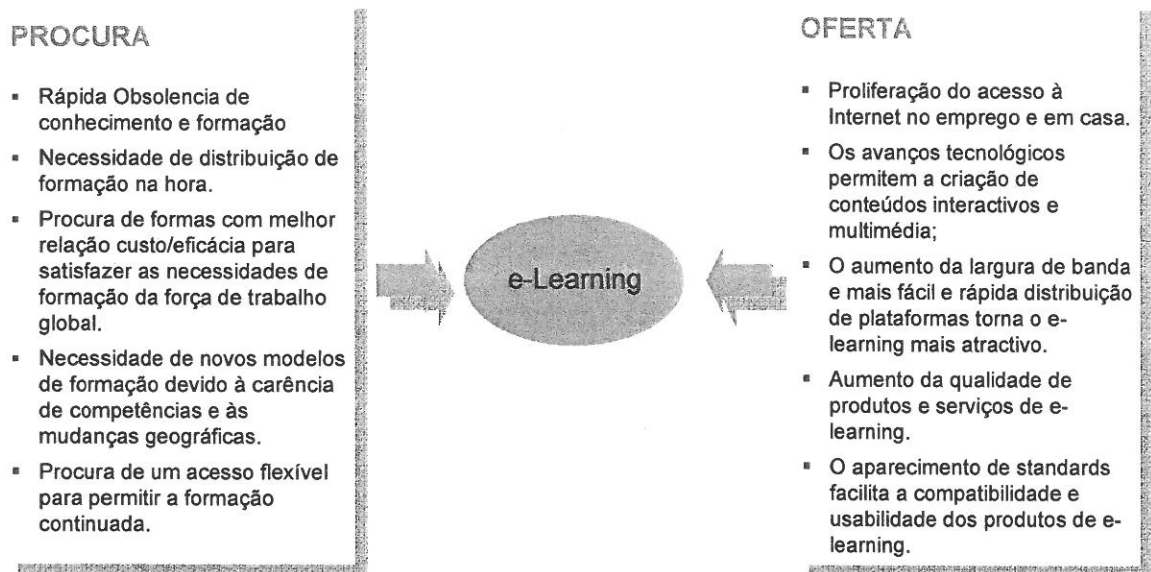 PROCURA
▪ Rápida Obsolencia de
conhecimento e formação
▪ Necessidade de distribuição de
formação na hora.
▪ Procura de formas com melhor
relação custo/eficácia para
satisfazer as necessidades de
formação da força de trabalho
global.
▪ Necessidade de novos modelos
de formação devido à carência
de competências e às
mudanças geográficas.
▪ Procura de um acesso flexível
para permitir a formação
continuada.
e-Learning
OFERTA
▪ Proliferação do acesso à
Internet no emprego e em casa.
▪ Os avanços tecnológicos
permitem a criação de
conteúdos interactivos e
multimédia;
▪ O aumento da largura de banda
e mais fácil e rápida distribuição
de plataformas torna o e-
learning mais atractivo.
▪ Aumento da qualidade de
produtos e serviços de e-
learning.
▪ O aparecimento de standards
facilita a compatibilidade e
usabilidade dos produtos de e-
learning.